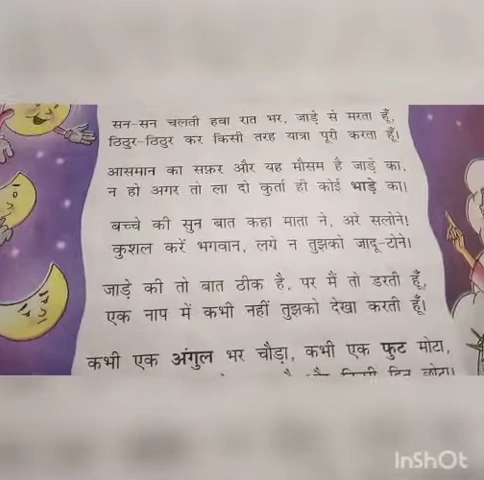 सन-सन चलती हवा रात भर, जाड़े से मरता हूँ,
ठिठुर-ठिठुर कर किसी तरह यात्रा पूरी करता हूँ।
आसमान का सफ़र और यह मौसम है जाड़े का,
न हो अगर तो ला दो कुर्ता ही कोई भाड़े का।
बच्चे की सुन बात कहा माता ने, अरे सलोने!
कुशल करें भगवान, लगे न तुझको जादू-टोने।
जाड़े की तो बात ठीक है, पर मैं तो डरती हूँ,
एक नाप में कभी नहीं तुझको देखा करती हूँ।
कभी एक अंगुल भर चौड़ा, कभी एक फुट मोटा,
InShOt